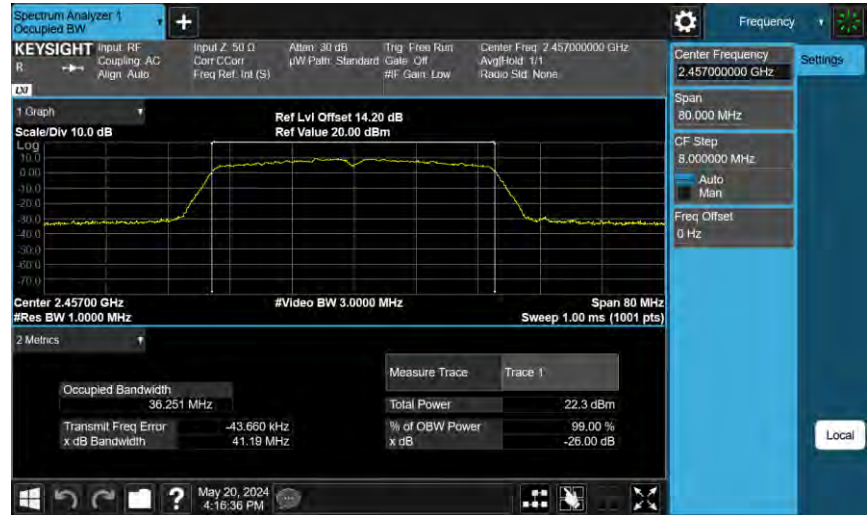 Spectrum Analyzer 1
Occupied BW
Frequency
KEYSIGHT
R
LXI
Input: RF
Coupling: AC
Align: Auto
Input Z: 50 Ω
Corr CCorr
Freq Ref: Int (S)
Atten: 30 dB
µW Path: Standard
Trig: Free Run
Gate: Off
#IF Gain: Low
Center Freq: 2.457000000 GHz
Avg|Hold: 1/1
Radio Std: None
Center Frequency
2.457000000 GHz
Settings
Span
80.000 MHz
CF Step
8.000000 MHz
Auto
Man
Freq Offset
0 Hz
Local
1 Graph
Scale/Div 10.0 dB
Ref Lvl Offset 14.20 dB
Ref Value 20.00 dBm
Log
10.0
0.00
-10.0
-20.0
-30.0
-40.0
-50.0
-60.0
-70.0
Center 2.45700 GHz
#Video BW 3.0000 MHz
Span 80 MHz
#Res BW 1.0000 MHz
Sweep 1.00 ms (1001 pts)
2 Metrics
Measure Trace Trace 1
Occupied Bandwidth
36.251 MHz
Total Power 22.3 dBm
Transmit Freq Error -43.660 kHz
% of OBW Power 99.00 %
x dB Bandwidth 41.19 MHz
x dB -26.00 dB
?
May 20, 2024
4:16:36 PM